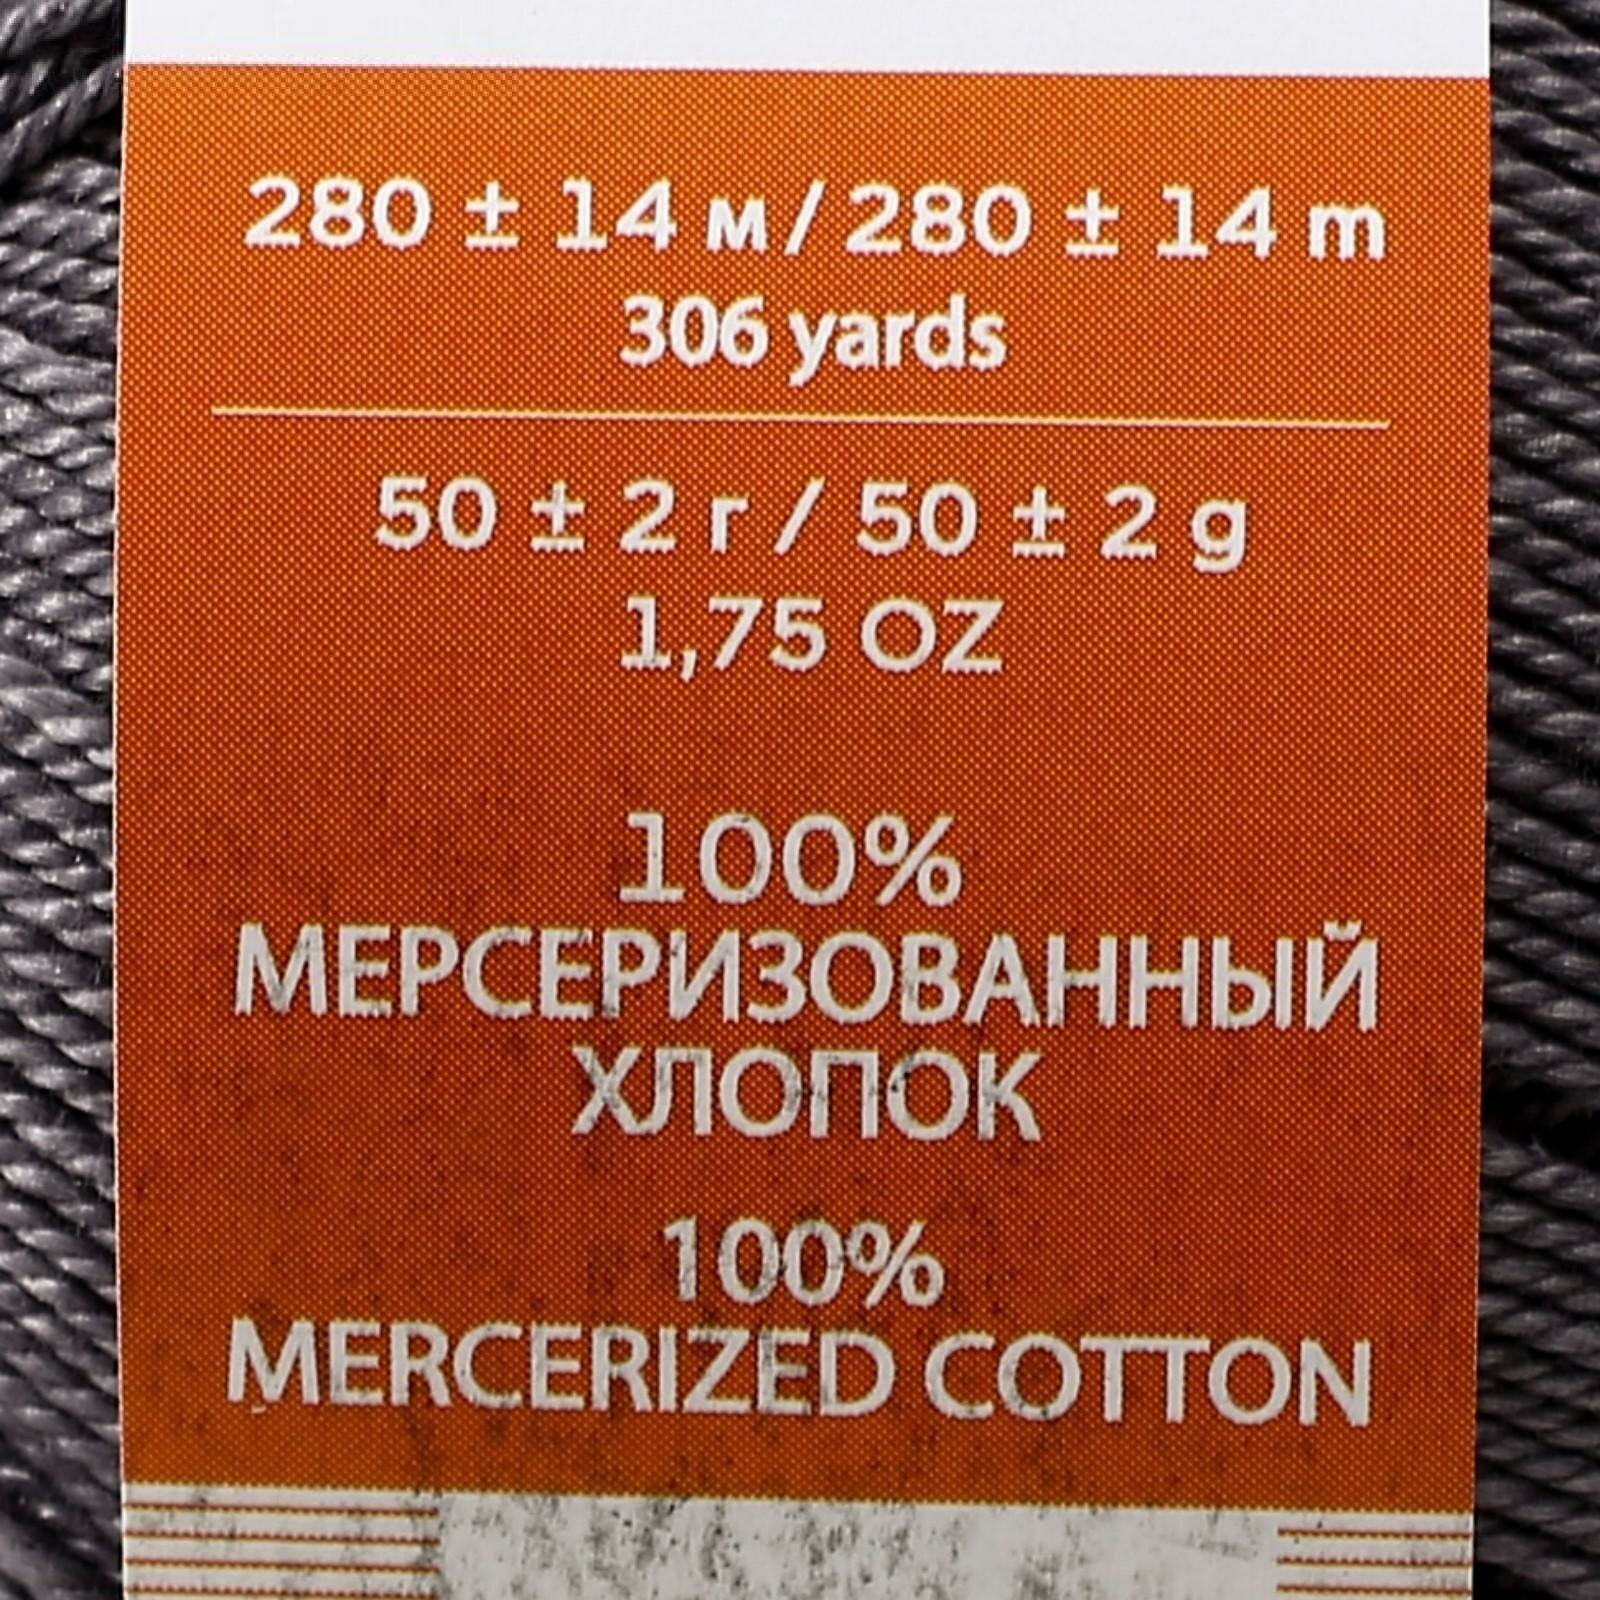 280 ± 14 м / 280 ± 14 m
306 yards
50 ± 2 г / 50 ± 2 g
1,75 OZ
100%
МЕРСЕРИЗОВАННЫЙ
ХЛОПОК
100%
MERCERIZED COTTON